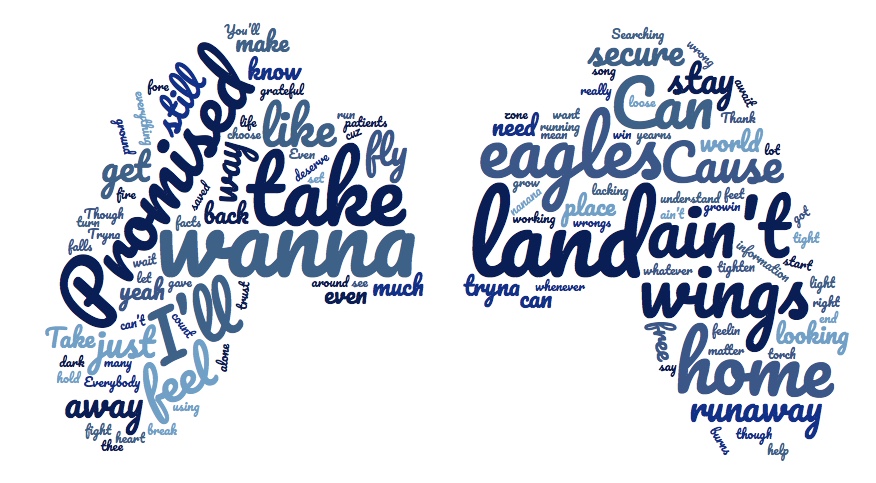 You'll
make
know
grateful
fore
still
Promised
everything
ground
life
choose
like
run
patients
cuz
Even
deserve
set
fly
get
fire
way
saved
back
take
Though
turn
Tryna
falls
facts
wanna
wait
let
gave
yeah
around
see
even
much
I'll
trust
count
can't
Take
just
many
dark
hold
Everybody
feel
alone
away
using
fight
heart
break
thee
Searching
wrong
secure
song
really
stay
await
Can
loose
Thank
zone
want
need
running
mean
win
yearns
world
lot
eagles
Cause
grow
nanana
lacking
understand
feet
working
place
wrongs
ain't
growin
got
land
ain't
tight
information
start
whatever
tighten
tryna
whenever
can
wings
light
right
end
free
feelin
looking
matter
torch
say
home
runaway
burns
though
help